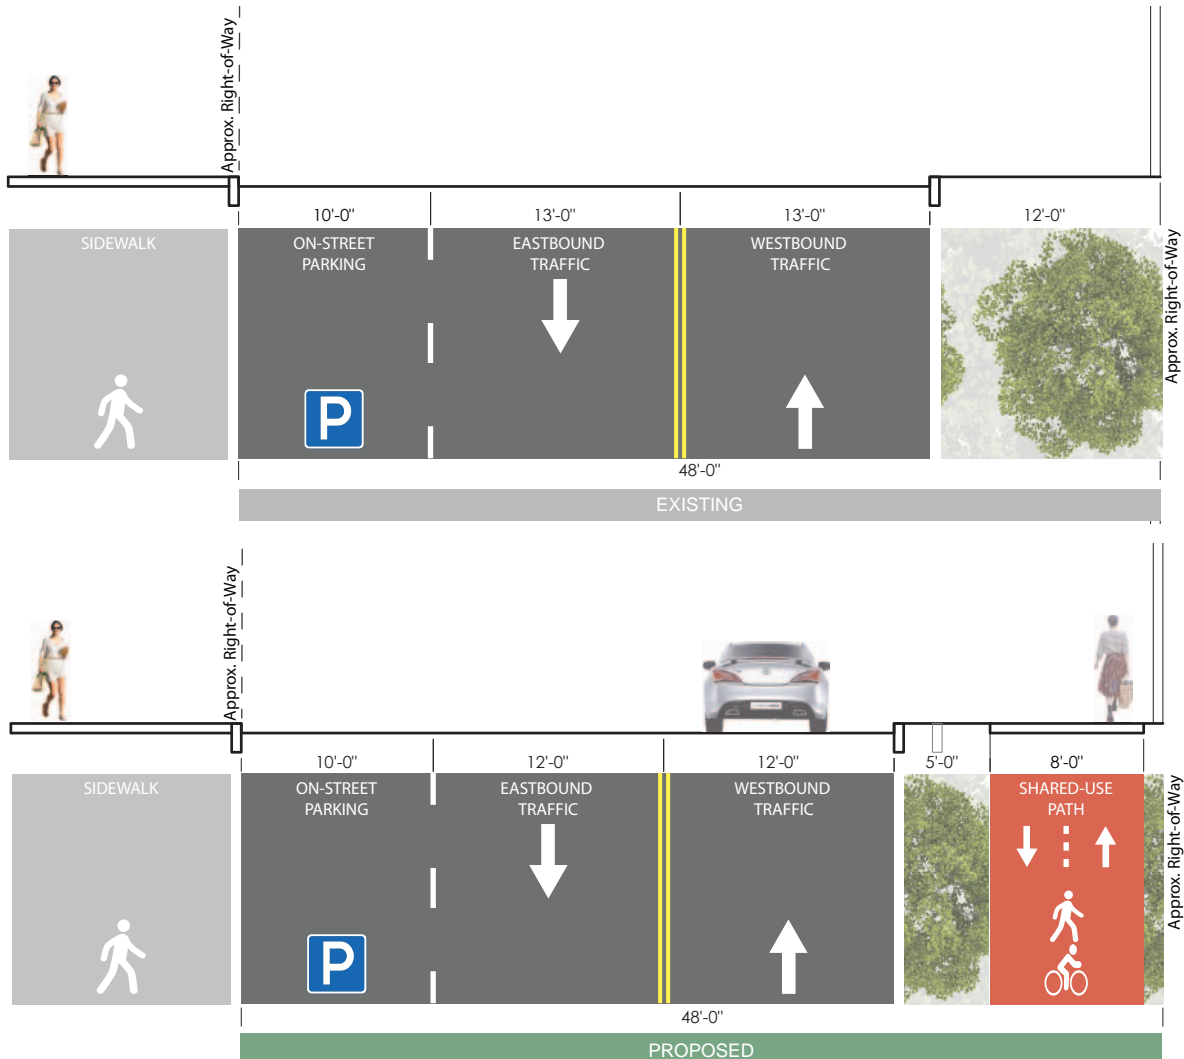 Approx. Right-of-Way
10'-0"
13'-0"
13'-0"
12'-0"
SIDEWALK
ON-STREET
PARKING
EASTBOUND
TRAFFIC
WESTBOUND
TRAFFIC
Approx. Right-of-Way
P
48'-0"
EXISTING
Approx. Right-of-Way
10'-0"
12'-0"
12'-0"
5'-0"
8'-0"
SIDEWALK
ON-STREET
PARKING
EASTBOUND
TRAFFIC
WESTBOUND
TRAFFIC
SHARED-USE
PATH
Approx. Right-of-Way
P
48'-0"
PROPOSED